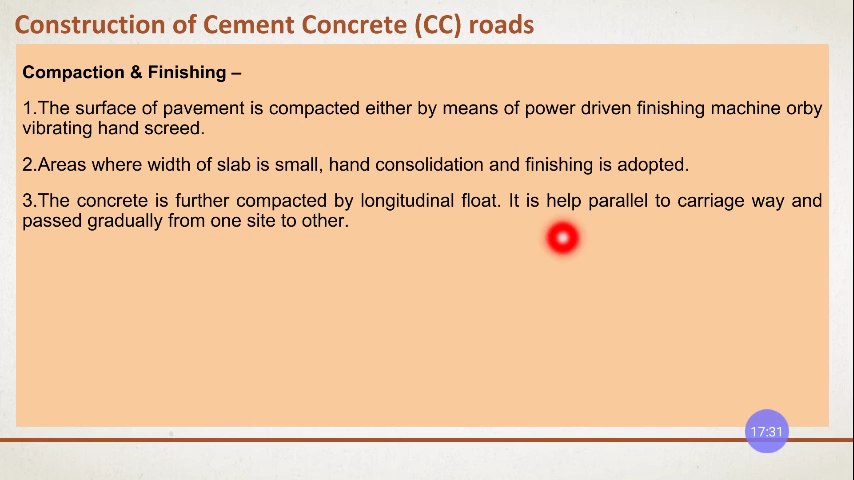 Construction of Cement Concrete (CC) roads
Compaction & Finishing –
1.The surface of pavement is compacted either by means of power driven finishing machine orby
vibrating hand screed.
2.Areas where width of slab is small, hand consolidation and finishing is adopted.
3.The concrete is further compacted by longitudinal float. It is help parallel to carriage way and
passed gradually from one site to other.
17:31